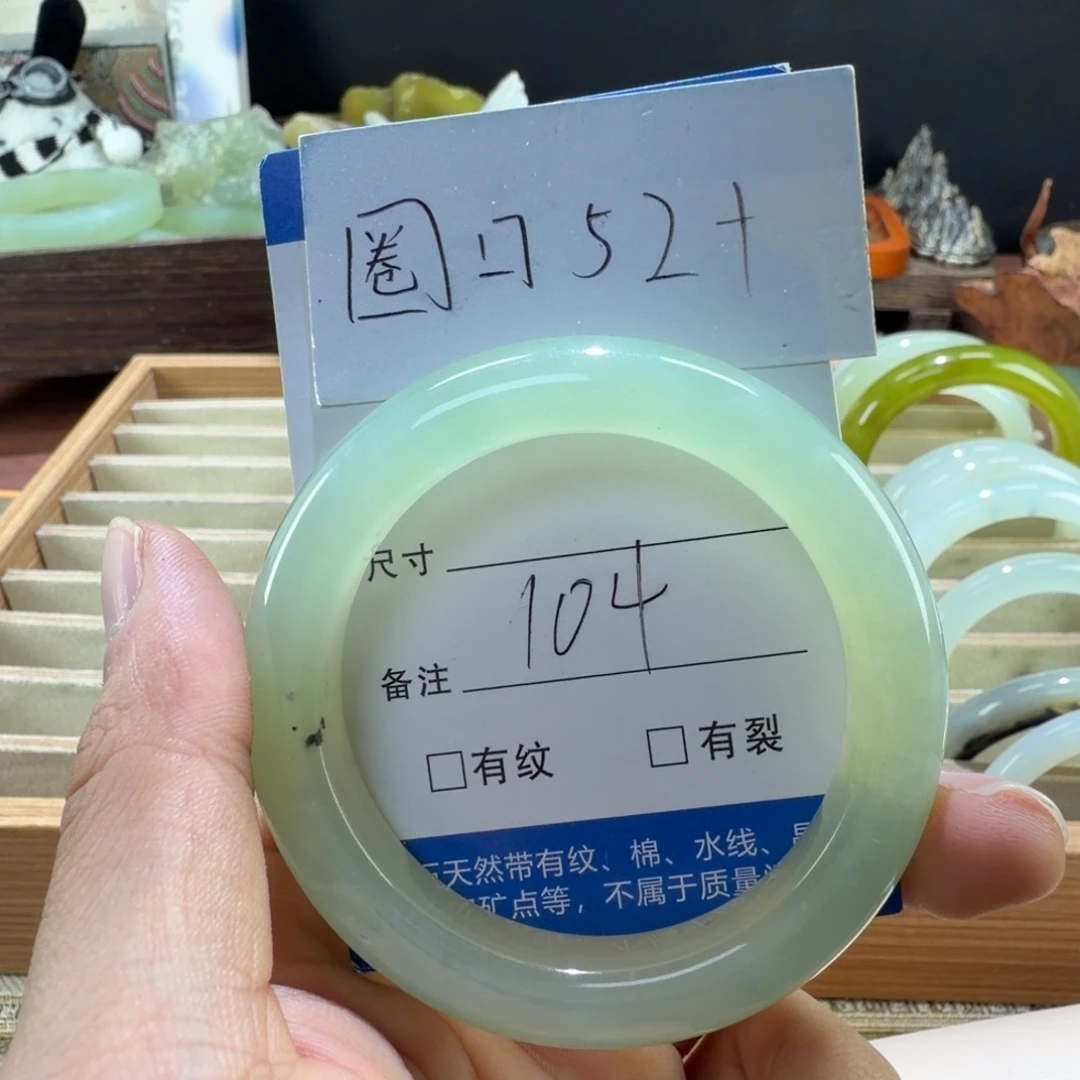 圈口52+
尺寸
104
备注
□有纹 □有裂
天然带有纹、棉、水线、
矿点等，不属于质量